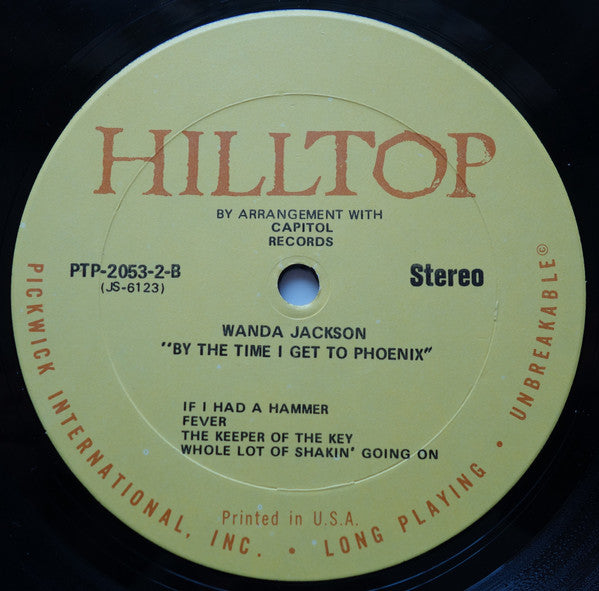 HILLTOP
BY ARRANGEMENT WITH
CAPITOL
RECORDS
PTP-2053-2-B
(JS-6123)
Stereo
WANDA JACKSON
"BY THE TIME I GET TO PHOENIX"
IF I HAD A HAMMER
FEVER
THE KEEPER OF THE KEY
WHOLE LOT OF SHAKIN' GOING ON
Printed in U.S.A.
PICKWICK INTERNATIONAL, INC. • LONG PLAYING • UNBREAKABLE©